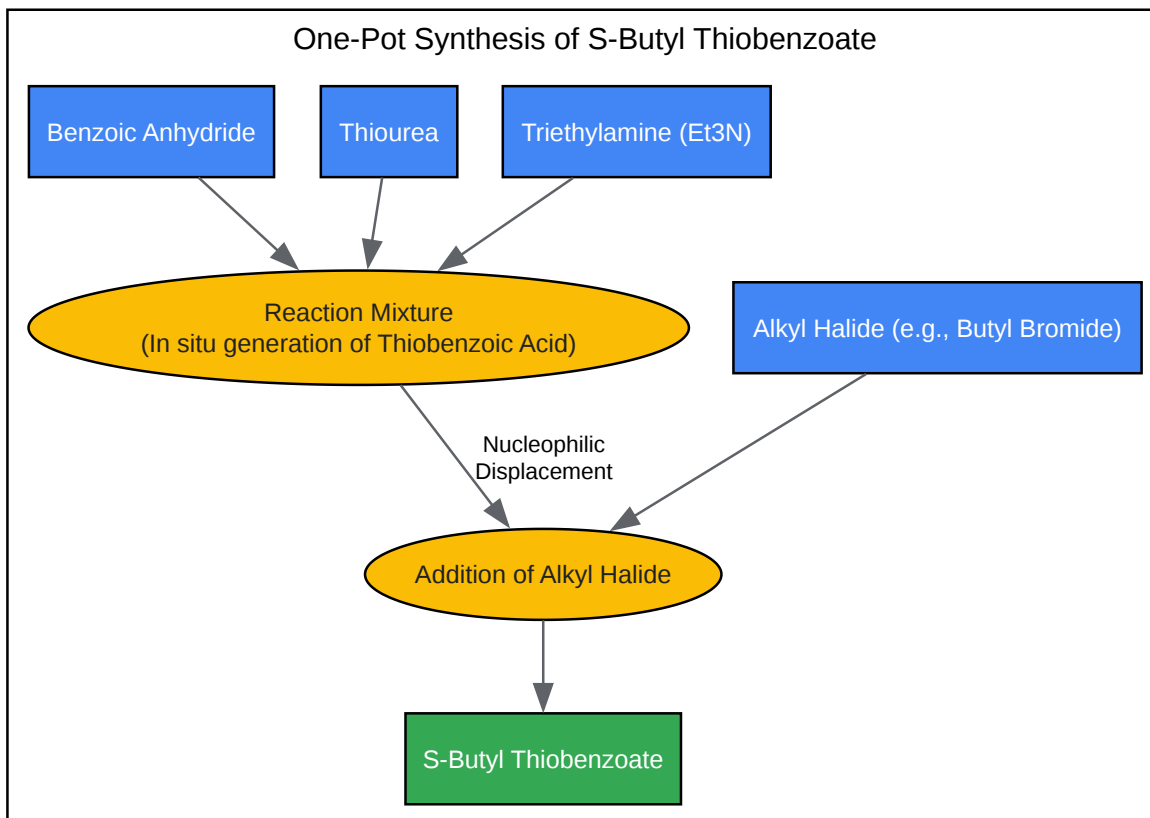 One-Pot Synthesis of S-Butyl Thiobenzoate
Benzoic Anhydride
Thiourea
Triethylamine (Et3N)
Reaction Mixture
(In situ generation of Thiobenzoic Acid)
Alkyl Halide (e.g., Butyl Bromide)
Nucleophilic
Displacement
Addition of Alkyl Halide
S-Butyl Thiobenzoate